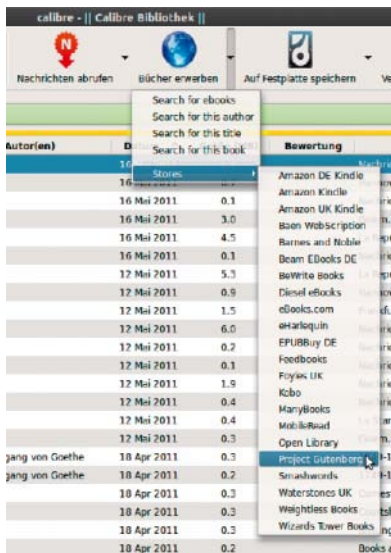 calibre - || Calibre Bibliothek ||
Nachrichten abrufen
Bücher erwerben
Auf Festplatte speichern
Ve
Search for ebooks
Search for this author
Search for this title
Search for this book
Stores
Autor(en)
Bewertung
Amazon DE Kindle
Amazon Kindle
Amazon UK Kindle
Baen WebScription
Barnes and Noble
Beam EBooks DE
BeWrite Books
Diesel eBooks
eBooks.com
eHarlequin
EPUBBuy DE
Feedbooks
Foyles UK
Kobo
ManyBooks
MobileRead
Open Library
Project Gutenberg
Smashwords
Waterstones UK
Weightless Books
Wizards Tower Books
16 Mai 2011 0.1
16 Mai 2011 3.0
16 Mai 2011 4.5
16 Mai 2011 0.1
12 Mai 2011 5.3
12 Mai 2011 0.9
12 Mai 2011 1.5
12 Mai 2011 6.0
12 Mai 2011 0.2
12 Mai 2011 0.1
12 Mai 2011 1.9
12 Mai 2011 0.4
12 Mai 2011 0.4
12 Mai 2011 0.3
gang von Goethe 18 Apr 2011 0.3
gang von Goethe 18 Apr 2011 0.2
18 Apr 2011 0.3
18 Apr 2011 0.3
18 Apr 2011 0.3
18 Apr 2011 0.2
Books